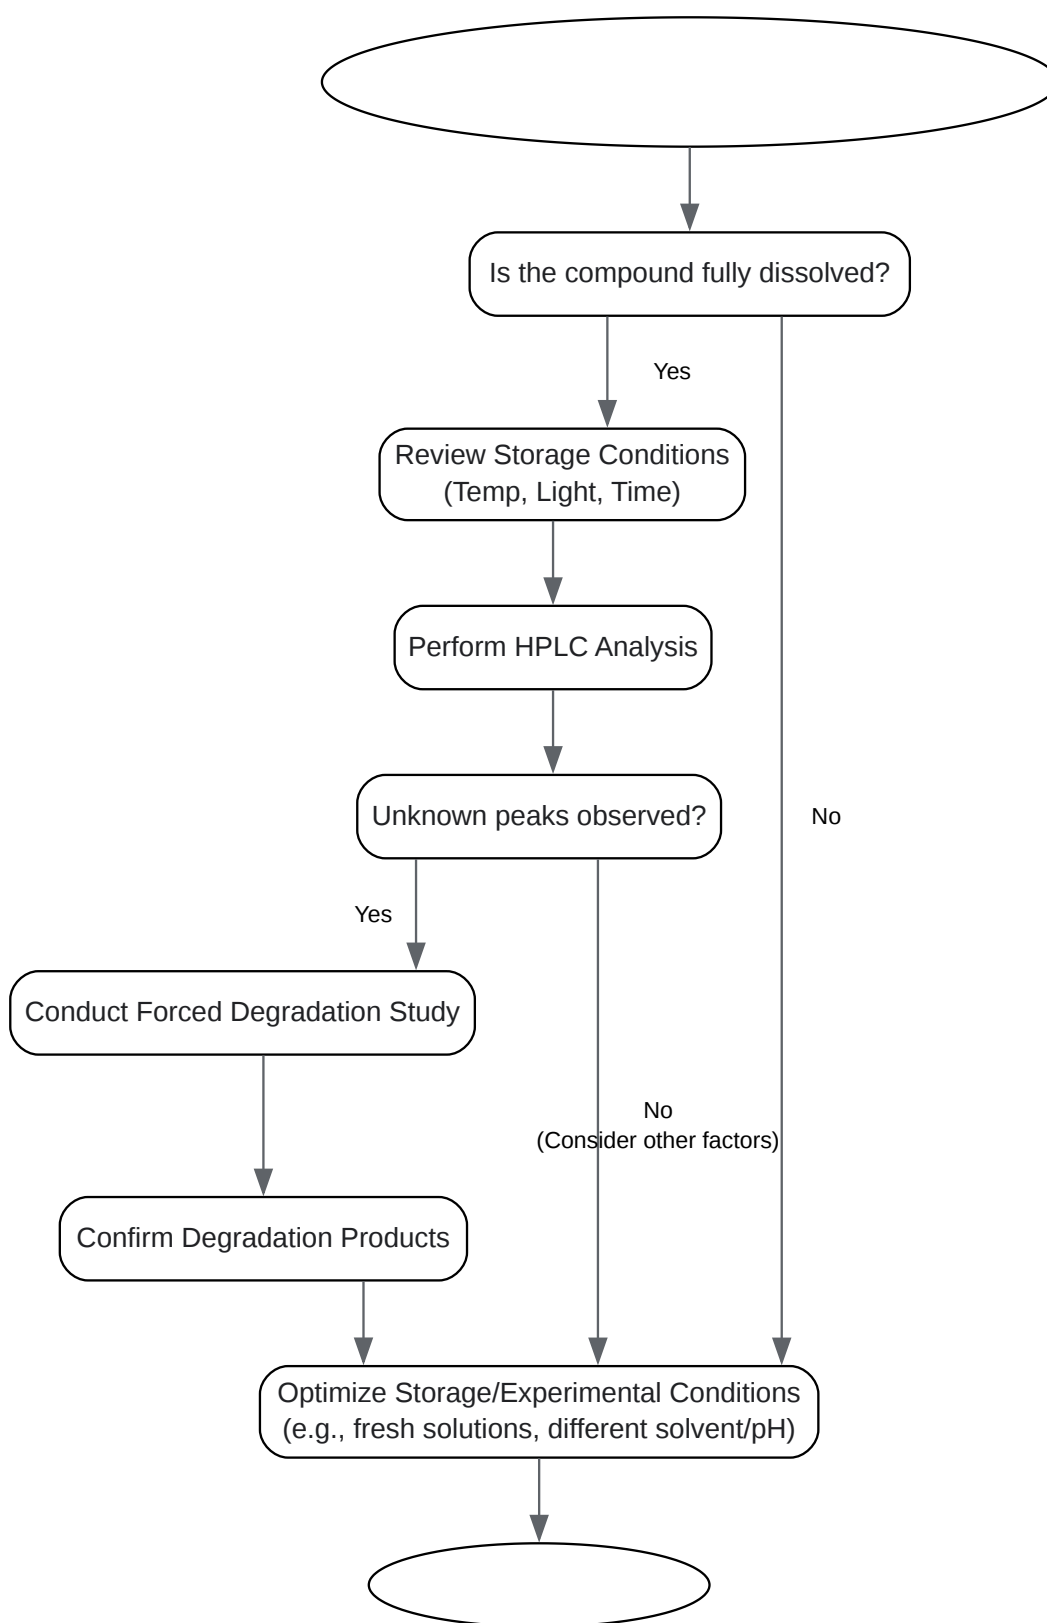 Is the compound fully dissolved?
Yes
Review Storage Conditions
(Temp, Light, Time)
Perform HPLC Analysis
Unknown peaks observed?
No
Yes
Conduct Forced Degradation Study
No
(Consider other factors)
Confirm Degradation Products
Optimize Storage/Experimental Conditions
(e.g., fresh solutions, different solvent/pH)